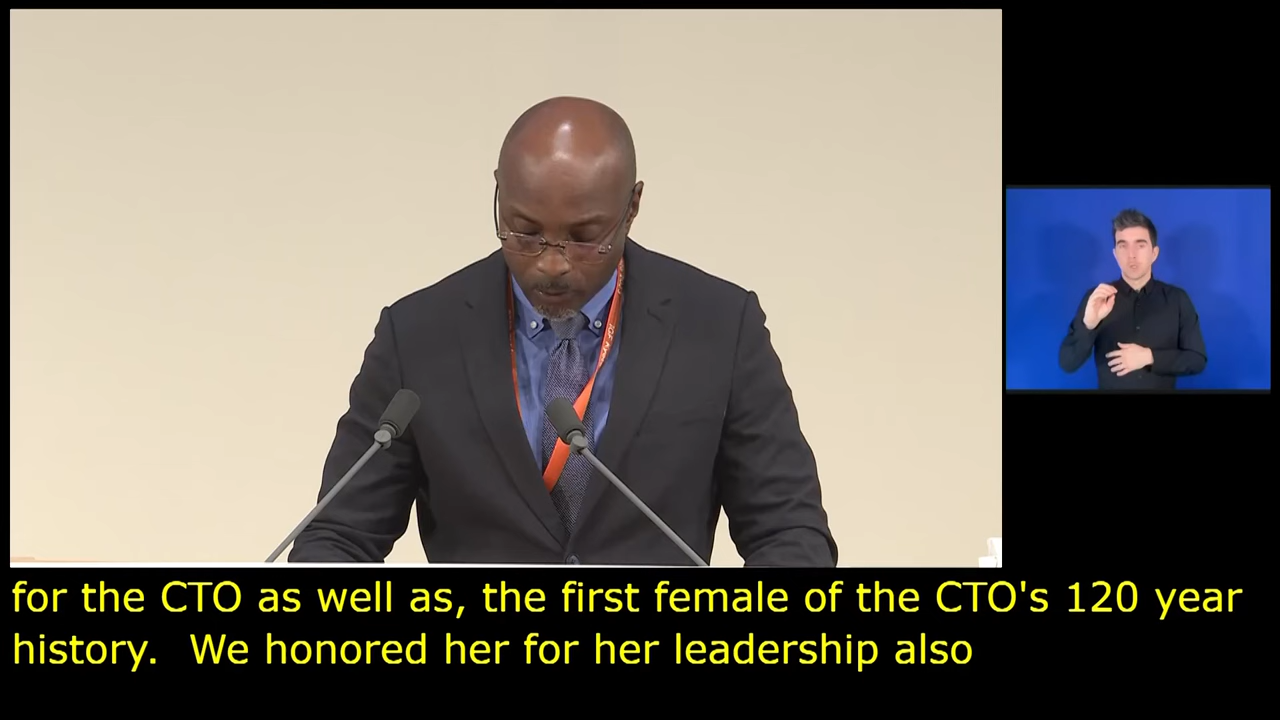 for the CTO as well as, the first female of the CTO's 120 year
history.  We honored her for her leadership also